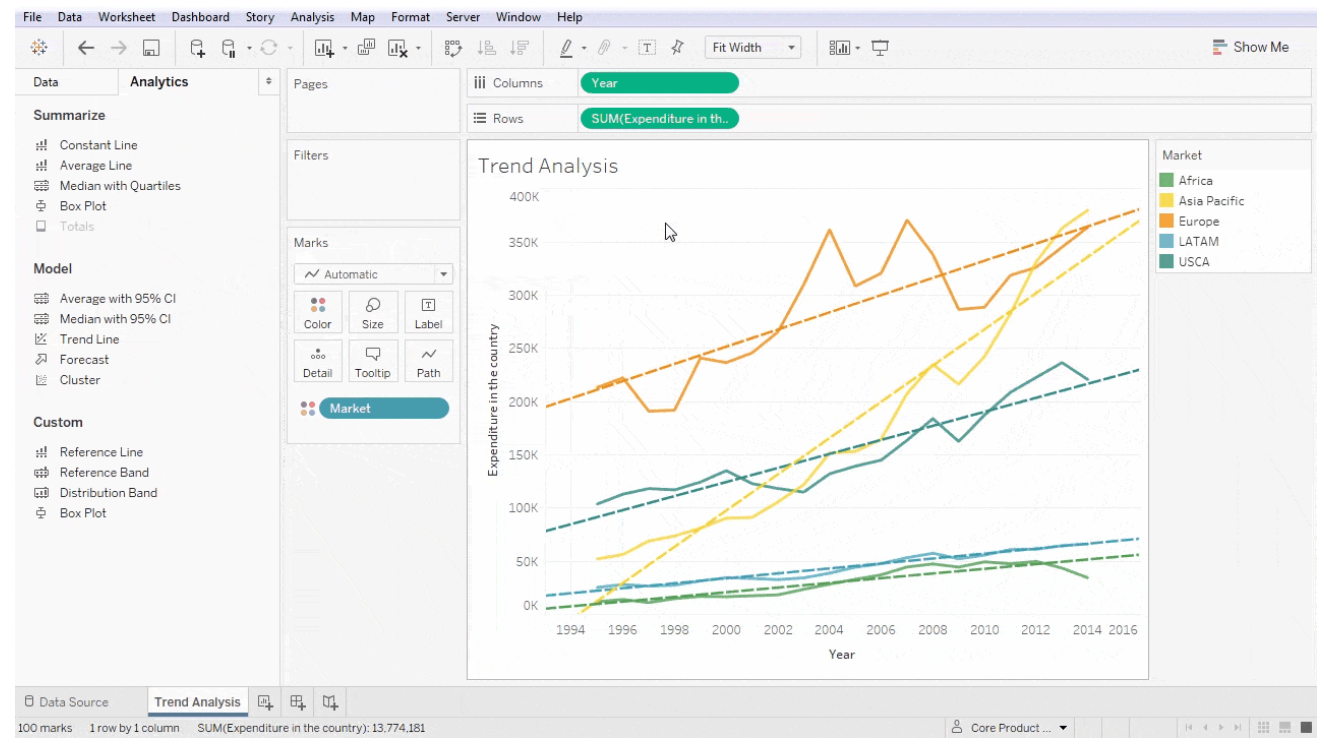 File Data Worksheet Dashboard Story Analysis Map Format Server Window Help
Fit Width
Show Me
Data Analytics
Summarize
Constant Line
Average Line
Median with Quartiles
Box Plot
Totals
Model
Average with 95% CI
Median with 95% CI
Trend Line
Forecast
Cluster
Custom
Reference Line
Reference Band
Distribution Band
Box Plot
Pages
Filters
Marks
Automatic
Color Size Label
Detail Tooltip Path
Market
Columns Year
Rows SUM(Expenditure in th..
Trend Analysis
400K
350K
300K
250K
200K
150K
100K
50K
0K
Expenditure in the country
1994 1996 1998 2000 2002 2004 2006 2008 2010 2012 2014 2016
Year
Market
Africa
Asia Pacific
Europe
LATAM
USCA
Data Source Trend Analysis
100 marks 1 row by 1 column SUM(Expenditure in the country): 13,774,181 Core Product ...